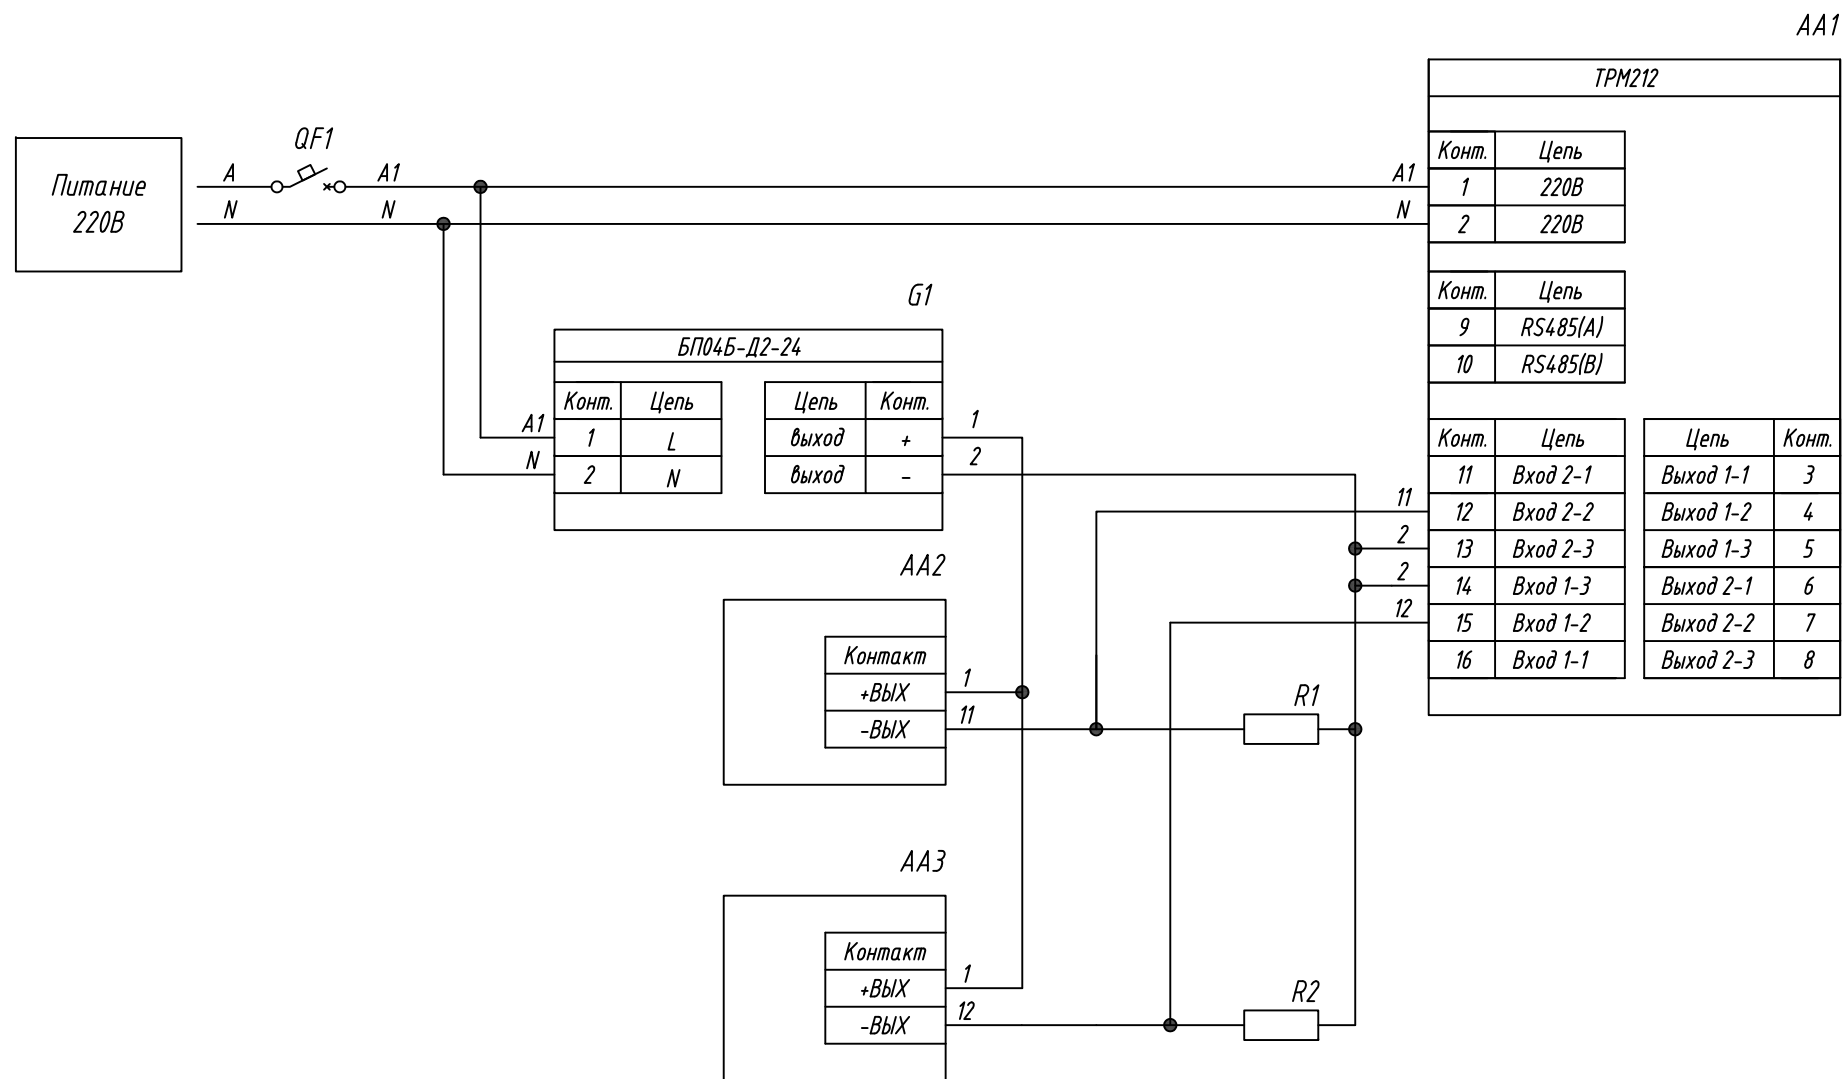 AA1
ТРМ212
QF1
Питание
220В
A
A1
N
N
A1
N
Конт. Цепь
1 220В
2 220В
Конт. Цепь
9 RS485(A)
10 RS485(B)
G1
БП04Б-Д2-24
Конт. Цепь Цепь Конт.
A1 1 L выход + 1
N 2 N выход - 2
Конт. Цепь Цепь Конт.
11 Вход 2-1 Выход 1-1 3
11 12 Вход 2-2 Выход 1-2 4
2 13 Вход 2-3 Выход 1-3 5
2 14 Вход 1-3 Выход 2-1 6
12 15 Вход 1-2 Выход 2-2 7
16 Вход 1-1 Выход 2-3 8
AA2
Контакт
+ВЫХ 1
-ВЫХ 11
R1
AA3
Контакт
+ВЫХ 1
-ВЫХ 12
R2